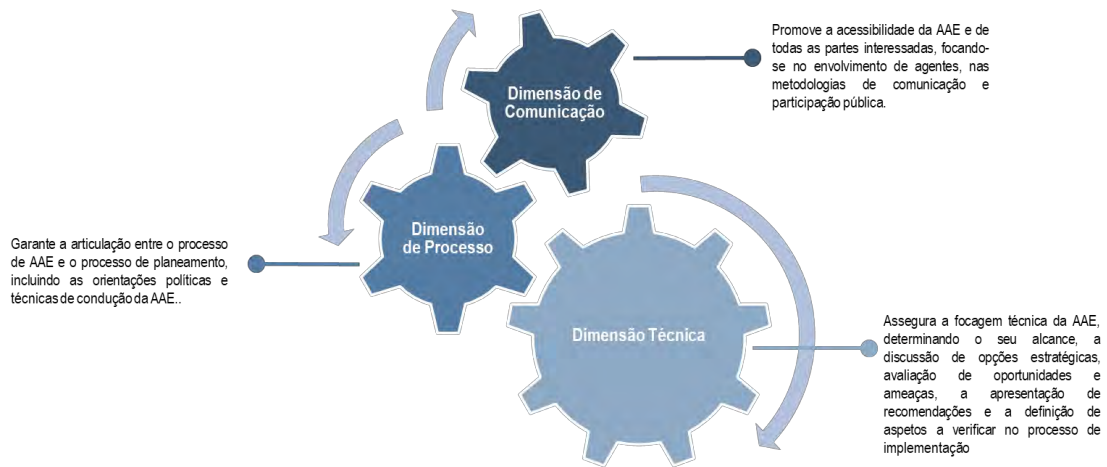 Dimensão de
Comunicação
Promove a acessibilidade da AAE e de
todas as partes interessadas, focando-
se no envolvimento de agentes, nas
metodologias de comunicação e
participação pública.
Dimensão
de Processo
Garante a articulação entre o processo
de AAE e o processo de planeamento,
incluindo as orientações políticas e
técnicas de condução da AAE..
Dimensão Técnica
Assegura a focagem técnica da AAE,
determinando o seu alcance, a
discussão de opções estratégicas,
avaliação de oportunidades e
ameaças, a apresentação de
recomendações e a definição de
aspetos a verificar no processo de
implementação